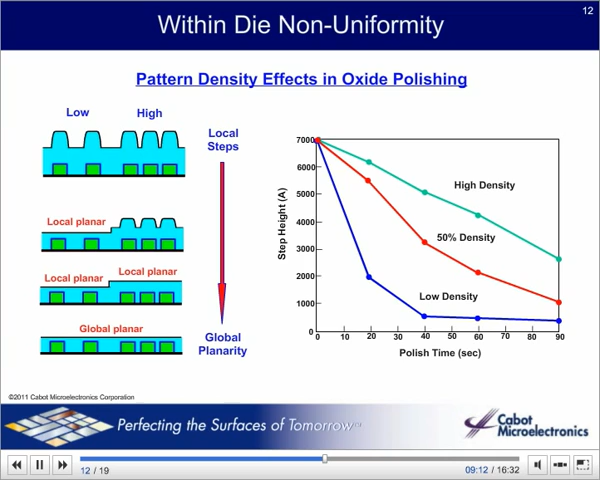 12
Within Die Non-Uniformity
Pattern Density Effects in Oxide Polishing
Low
High
Local
Steps
Local planar
Local planar
Local planar
Global planar
Global
Planarity
Step Height (A)
7000
6000
5000
4000
3000
2000
1000
0
0 10 20 30 40 50 60 70 80 90
Polish Time (sec)
High Density
50% Density
Low Density
©2011 Cabot Microelectronics Corporation
Perfecting the Surfaces of Tomorrow™
Cabot
Microelectronics
12 / 19
09:12 / 16:32